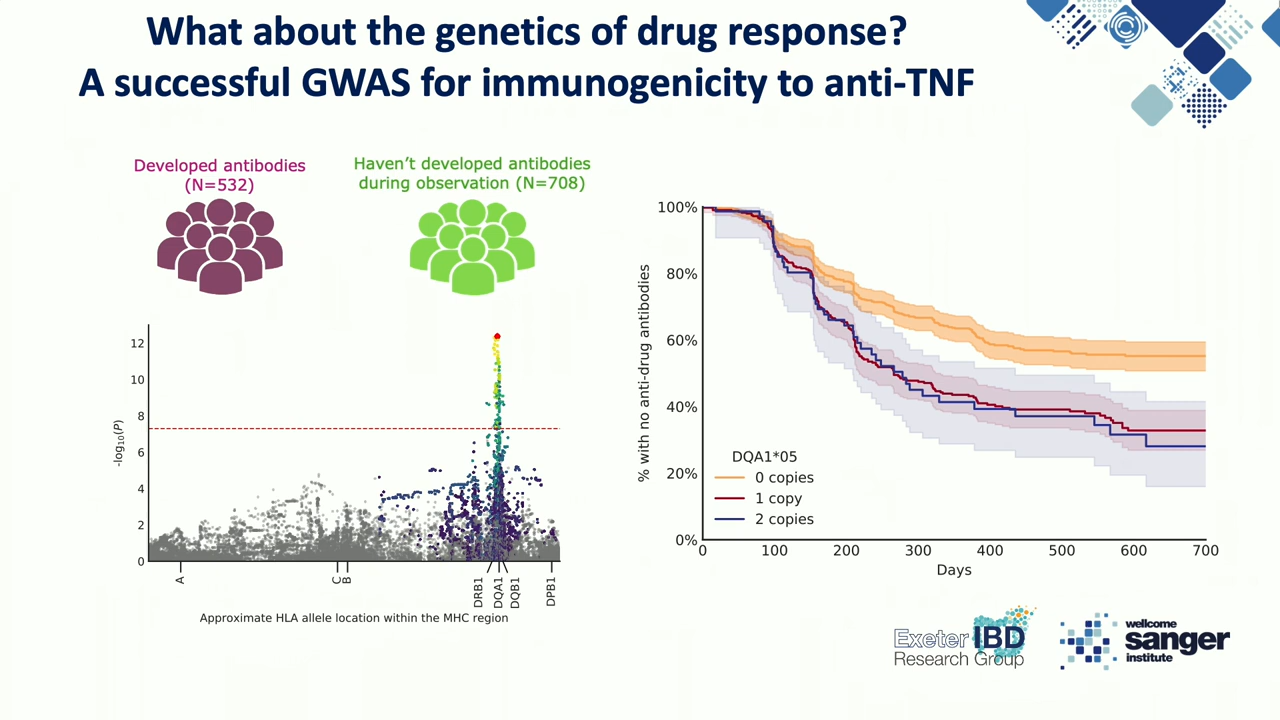 What about the genetics of drug response?
A successful GWAS for immunogenicity to anti-TNF
Developed antibodies
(N=532)
Haven't developed antibodies
during observation (N=708)
-log10(P)
12
10
8
6
4
2
0
A
C
B
DRB1
DQA1
DQB1
DPB1
Approximate HLA allele location within the MHC region
% with no anti-drug antibodies
100%
80%
60%
40%
20%
0%
DQA1*05
0 copies
1 copy
2 copies
0 100 200 300 400 500 600 700
Days
Exeter IBD
Research Group
wellcome
sanger
institute